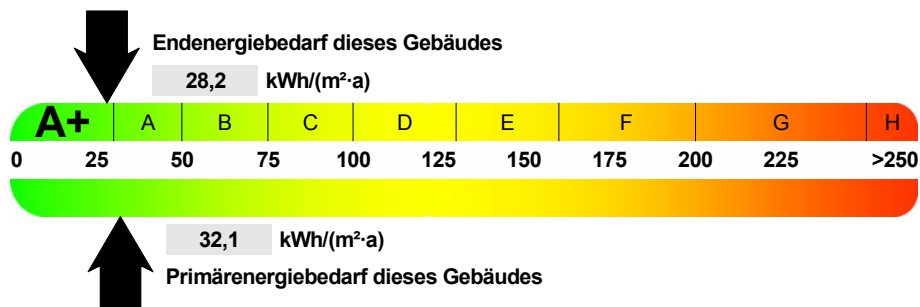 Endenergiebedarf dieses Gebäudes
28,2 kWh/(m²·a)
A+ A B C D E F G H
0 25 50 75 100 125 150 175 200 225 >250
32,1 kWh/(m²·a)
Primärenergiebedarf dieses Gebäudes